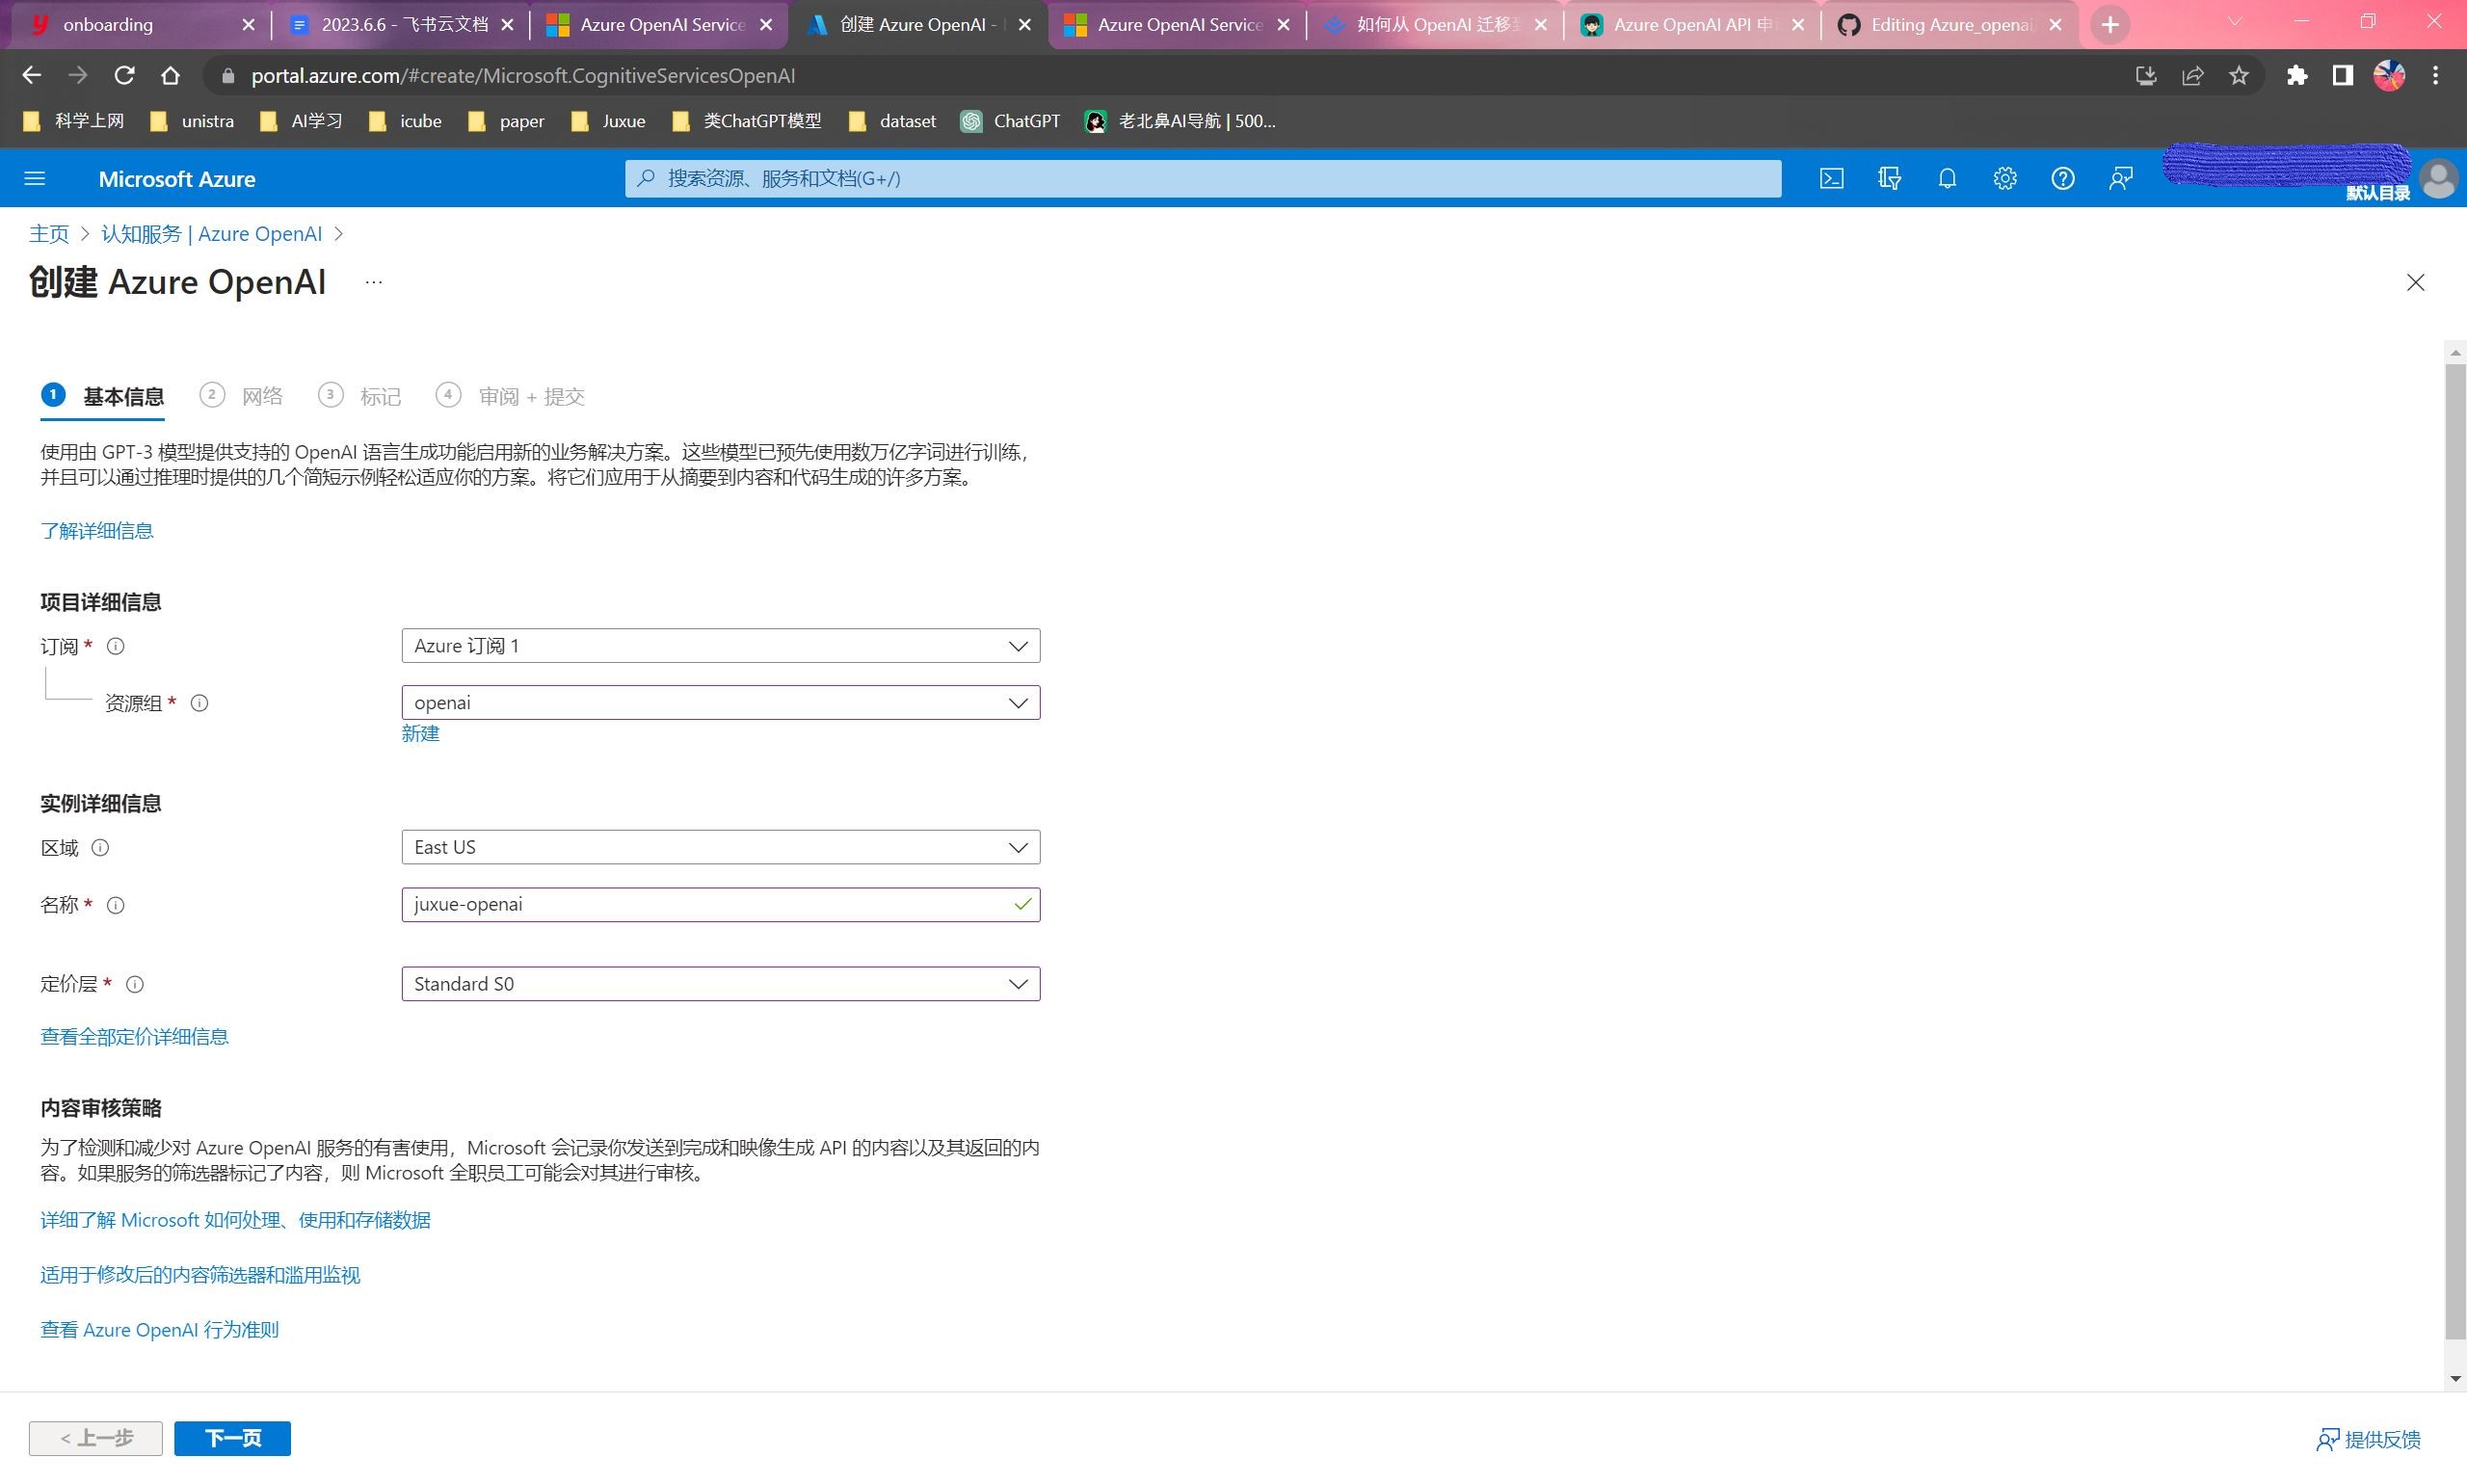 onboarding
2023.6.6 - 飞书云文档
Azure OpenAI Service
创建 Azure OpenAI -
Azure OpenAI Service
如何从 OpenAI 迁移
Azure OpenAI API 申
Editing Azure_openai
portal.azure.com/#create/Microsoft.CognitiveServicesOpenAI
科学上网
unistra
AI学习
icube
paper
Juxue
类ChatGPT模型
dataset
ChatGPT
老北鼻AI导航 | 500...
Microsoft Azure
搜索资源、服务和文档(G+/)
默认目录
主页 > 认知服务 | Azure OpenAI >
创建 Azure OpenAI ...
1 基本信息
2 网络
3 标记
4 审阅 + 提交
使用由 GPT-3 模型提供支持的 OpenAI 语言生成功能启用新的业务解决方案。这些模型已预先使用数万亿字词进行训练，
并且可以通过推理时提供的几个简短示例轻松适应你的方案。将它们应用于从摘要到内容和代码生成的许多方案。
了解详细信息
项目详细信息
订阅 *
Azure 订阅 1
资源组 *
openai
新建
实例详细信息
区域
East US
名称 *
juxue-openai
定价层 *
Standard S0
查看全部定价详细信息
内容审核策略
为了检测和减少对 Azure OpenAI 服务的有害使用，Microsoft 会记录你发送到完成和映像生成 API 的内容以及其返回的内
容。如果服务的筛选器标记了内容，则 Microsoft 全职员工可能会对其进行审核。
详细了解 Microsoft 如何处理、使用和存储数据
适用于修改后的内容筛选器和滥用监视
查看 Azure OpenAI 行为准则
< 上一步
下一页
提供反馈